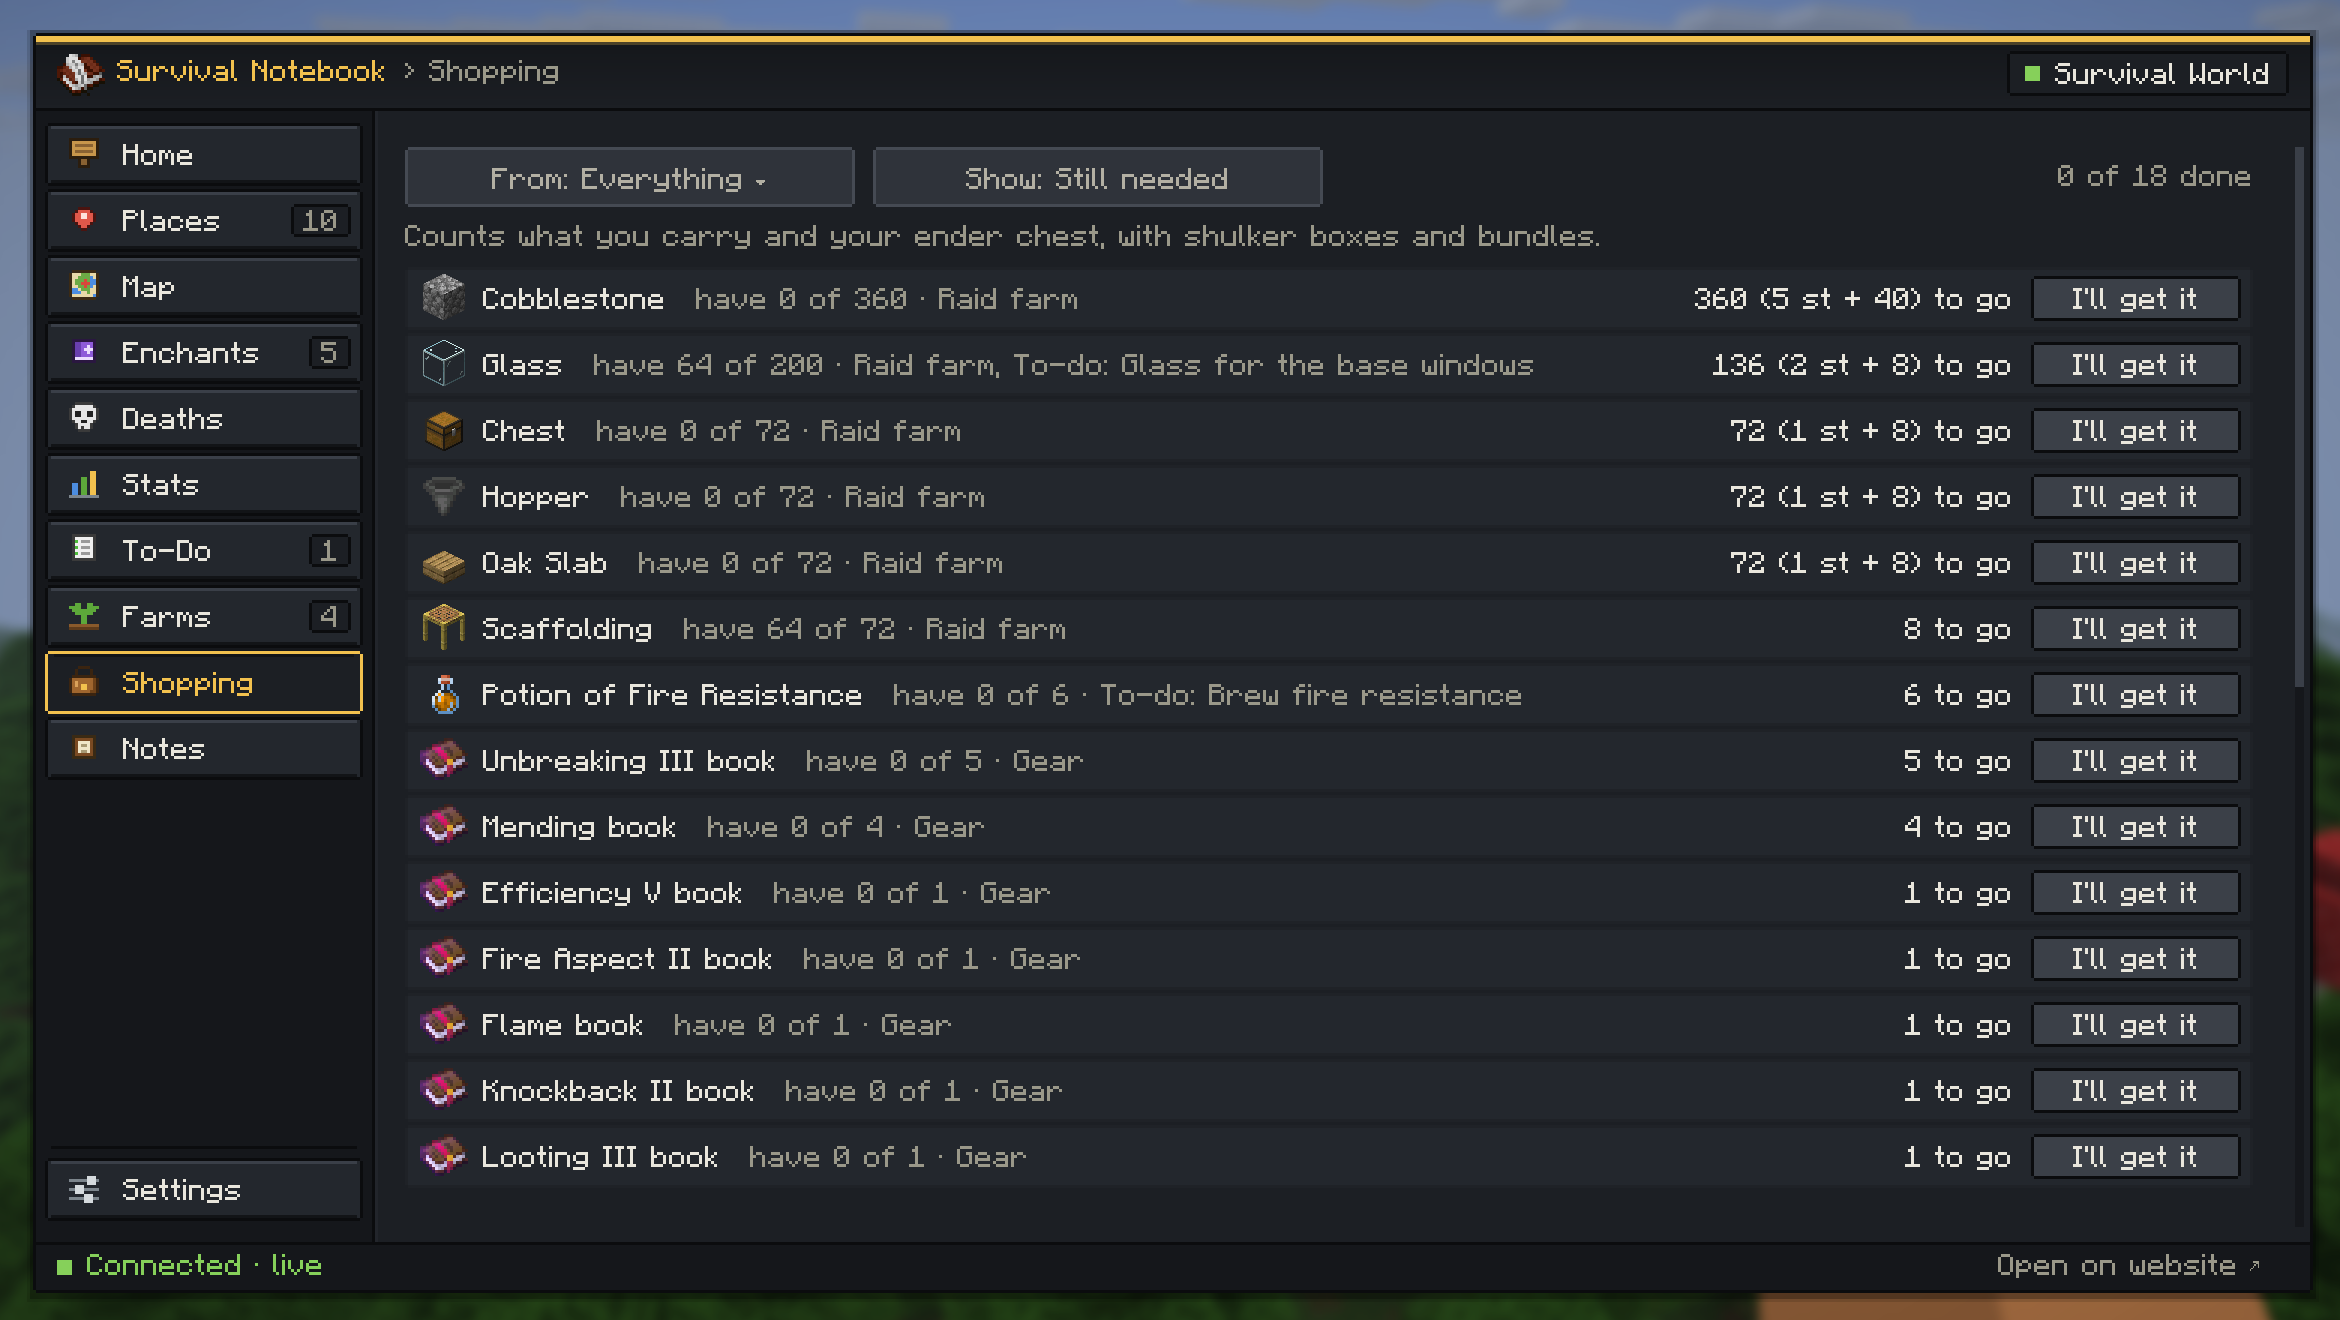 Survival Notebook > Shopping
Survival World
Home
Places 10
Map
Enchants 5
Deaths
Stats
To-Do 1
Farms 4
Shopping
Notes
Settings
From: Everything
Show: Still needed
0 of 18 done
Counts what you carry and your ender chest, with shulker boxes and bundles.
Cobblestone have 0 of 360 · Raid farm 360 (5 st + 40) to go I'll get it
Glass have 64 of 200 · Raid farm, To-do: Glass for the base windows 136 (2 st + 8) to go I'll get it
Chest have 0 of 72 · Raid farm 72 (1 st + 8) to go I'll get it
Hopper have 0 of 72 · Raid farm 72 (1 st + 8) to go I'll get it
Oak Slab have 0 of 72 · Raid farm 72 (1 st + 8) to go I'll get it
Scaffolding have 64 of 72 · Raid farm 8 to go I'll get it
Potion of Fire Resistance have 0 of 6 · To-do: Brew fire resistance 6 to go I'll get it
Unbreaking III book have 0 of 5 · Gear 5 to go I'll get it
Mending book have 0 of 4 · Gear 4 to go I'll get it
Efficiency V book have 0 of 1 · Gear 1 to go I'll get it
Fire Aspect II book have 0 of 1 · Gear 1 to go I'll get it
Flame book have 0 of 1 · Gear 1 to go I'll get it
Knockback II book have 0 of 1 · Gear 1 to go I'll get it
Looting III book have 0 of 1 · Gear 1 to go I'll get it
Connected · live
Open on website ↗